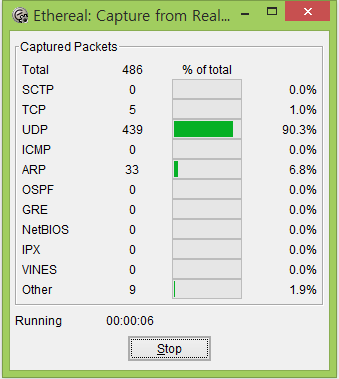 Ethereal: Capture from Real...
Captured Packets
Total 486 % of total
SCTP 0 0.0%
TCP 5 1.0%
UDP 439 90.3%
ICMP 0 0.0%
ARP 33 6.8%
OSPF 0 0.0%
GRE 0 0.0%
NetBIOS 0 0.0%
IPX 0 0.0%
VINES 0 0.0%
Other 9 1.9%
Running 00:00:06
Stop